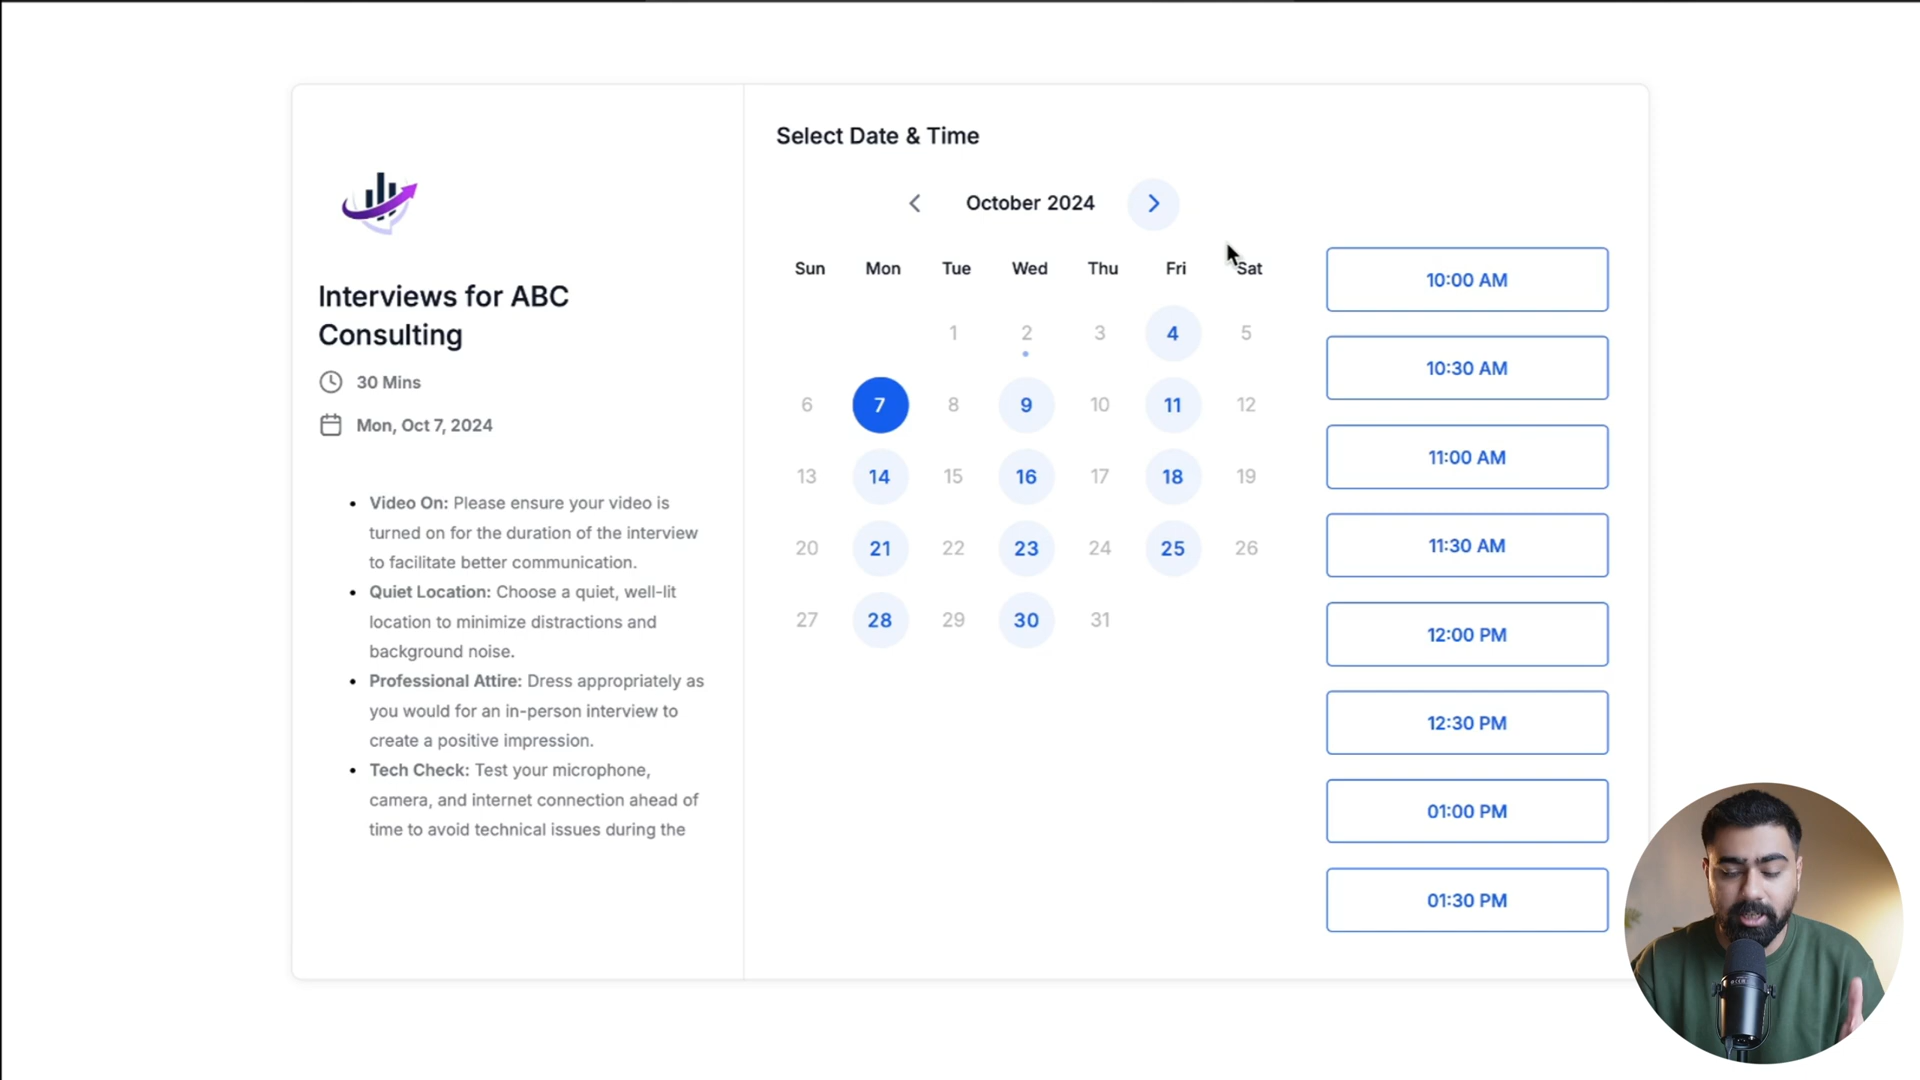 Interviews for ABC
Consulting
30 Mins
Mon, Oct 7, 2024
• Video On: Please ensure your video is
turned on for the duration of the interview
to facilitate better communication.
• Quiet Location: Choose a quiet, well-lit
location to minimize distractions and
background noise.
• Professional Attire: Dress appropriately as
you would for an in-person interview to
create a positive impression.
• Tech Check: Test your microphone,
camera, and internet connection ahead of
time to avoid technical issues during the
Select Date & Time
October 2024
Sun Mon Tue Wed Thu Fri Sat
1 2 3 4 5
6 7 8 9 10 11 12
13 14 15 16 17 18 19
20 21 22 23 24 25 26
27 28 29 30 31
10:00 AM
10:30 AM
11:00 AM
11:30 AM
12:00 PM
12:30 PM
01:00 PM
01:30 PM